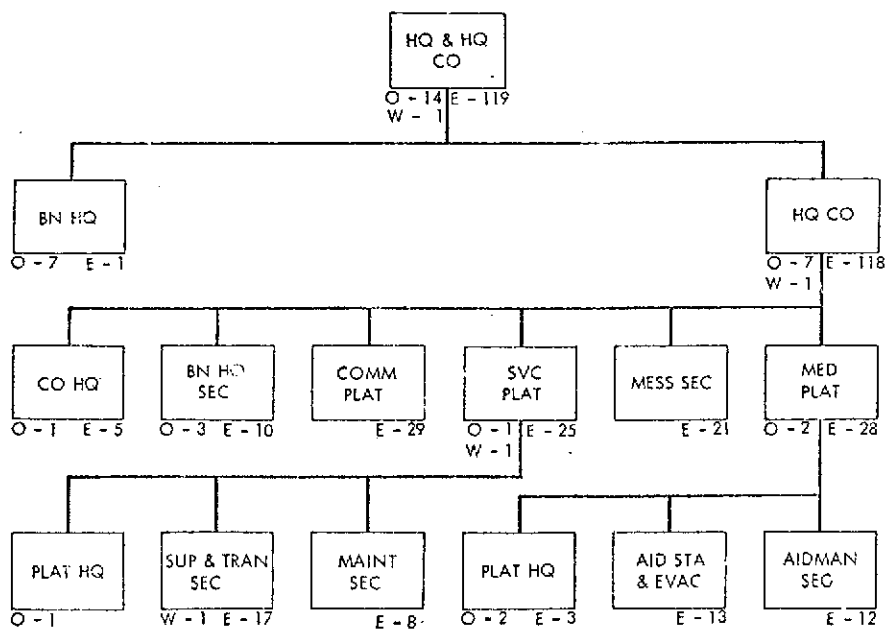 HQ & HQ
CO
O - 14 E - 119
W - 1
BN HQ
O - 7 E - 1
HQ CO
O - 7 E - 118
W - 1
CO HQ
O - 1 E - 5
BN HQ
SEC
O - 3 E - 10
COMM
PLAT
E - 29
SVC
PLAT
O - 1 E - 25
W - 1
MESS SEC
E - 21
MED
PLAT
O - 2 E - 28
PLAT HQ
O - 1
SUP & TRAN
SEC
W - 1 E - 17
MAINT
SEC
E - 8
PLAT HQ
O - 2 E - 3
AID STA
& EVAC
E - 13
AIDMAN
SEC
E - 12